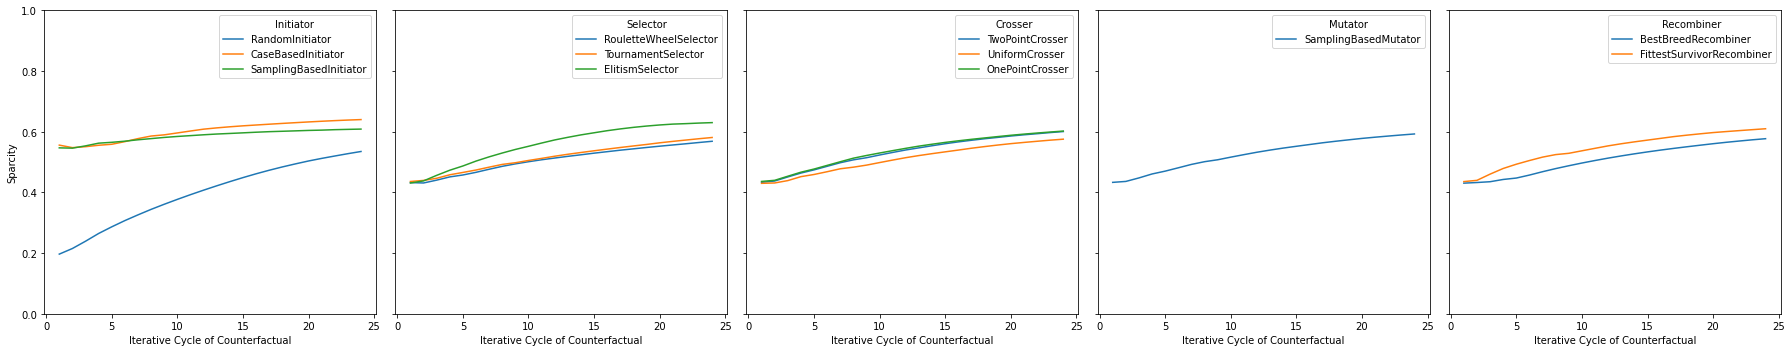 Sparcity
1.0
0.8
0.6
0.4
0.2
0.0
Initiator
RandomInitiator
CaseBasedInitiator
SamplingBasedInitiator
0 5 10 15 20 25
Iterative Cycle of Counterfactual
Selector
RouletteWheelSelector
TournamentSelector
ElitismSelector
0 5 10 15 20 25
Iterative Cycle of Counterfactual
Crosser
TwoPointCrosser
UniformCrosser
OnePointCrosser
0 5 10 15 20 25
Iterative Cycle of Counterfactual
Mutator
SamplingBasedMutator
0 5 10 15 20 25
Iterative Cycle of Counterfactual
Recombiner
BestBreedRecombiner
FittestSurvivorRecombiner
0 5 10 15 20 25
Iterative Cycle of Counterfactual